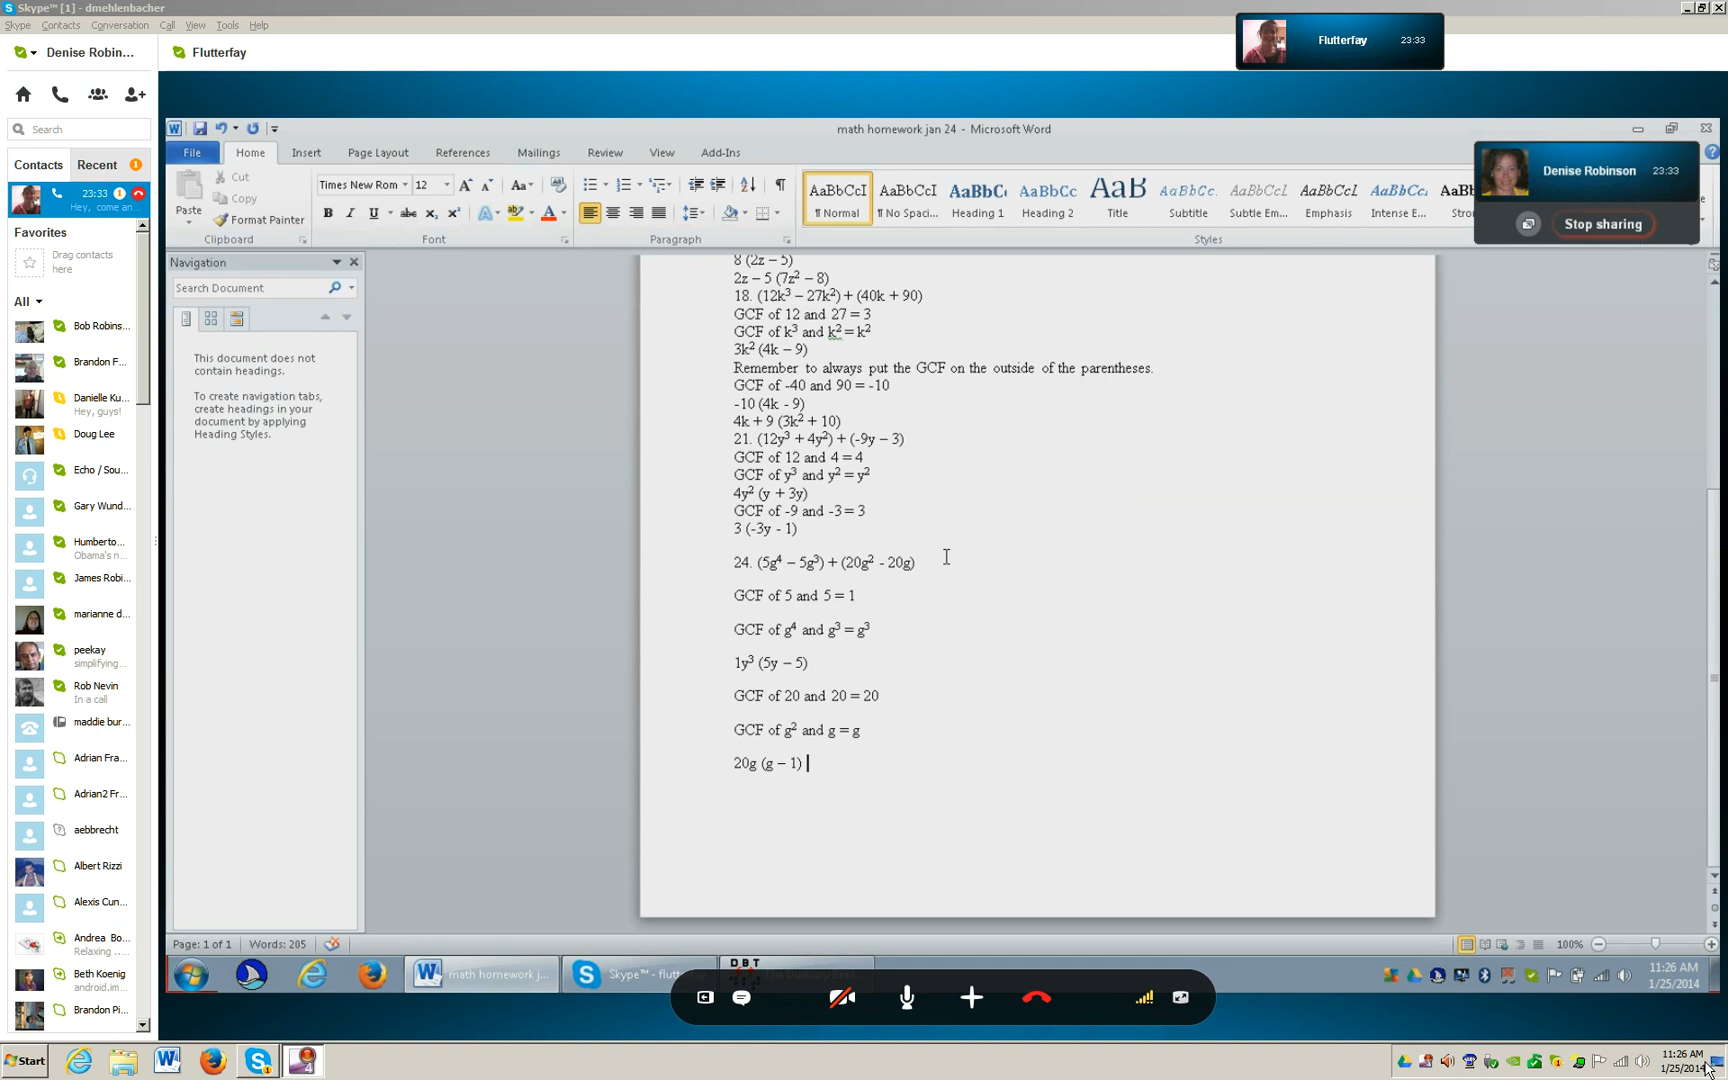 Skype™ [1] - dmehlenbacher
Skype Contacts Conversation Call View Tools Help
Denise Robin...
Flutterfay
Flutterfay 23:33
Search
Contacts Recent 1
23:33 1
Hey, come an...
Favorites
Drag contacts
here
All
Bob Robins...
Brandon F...
Danielle Ku...
Hey, guys!
Doug Lee
Echo / Sou...
Gary Wund...
Humberto...
Obama's n...
James Robi...
marianne d...
peekay
simplifying...
Rob Nevin
In a call
maddie bur...
Adrian Fra...
Adrian2 Fr...
aebbrecht
Albert Rizzi
Alexis Cun...
Andrea Bo...
Relaxing .....
Beth Koenig
android.im...
Brandon Pi...
math homework jan 24 - Microsoft Word
File Home Insert Page Layout References Mailings Review View Add-Ins
Denise Robinson 23:33
Stop sharing
Paste
Cut
Copy
Format Painter
Clipboard
Times New Rom 12
Font
Paragraph
AaBbCcI AaBbCcI AaBbC AaBbCc AaB AaBbCc. AaBbCcI AaBbCcI AaBbCcI AaBb
¶ Normal ¶ No Spaci... Heading 1 Heading 2 Title Subtitle Subtle Em... Emphasis Intense E... Stro
Styles
Navigation
Search Document
This document does not
contain headings.
To create navigation tabs,
create headings in your
document by applying
Heading Styles.
8 (2z – 5)
2z – 5 (7z² – 8)
18. (12k³ – 27k²) + (40k + 90)
GCF of 12 and 27 = 3
GCF of k³ and k² = k²
3k² (4k – 9)
Remember to always put the GCF on the outside of the parentheses.
GCF of -40 and 90 = -10
-10 (4k - 9)
4k + 9 (3k² + 10)
21. (12y³ + 4y²) + (-9y – 3)
GCF of 12 and 4 = 4
GCF of y³ and y² = y²
4y² (y + 3y)
GCF of -9 and -3 = 3
3 (-3y - 1)
24. (5g⁴ – 5g³) + (20g² - 20g)
GCF of 5 and 5 = 1
GCF of g⁴ and g³ = g³
1y³ (5y – 5)
GCF of 20 and 20 = 20
GCF of g² and g = g
20g (g – 1)
Page: 1 of 1 Words: 205
100%
math homework j...
Skype™ - flut
DBT
11:26 AM
1/25/2014
Start
11:26 AM
1/25/2014